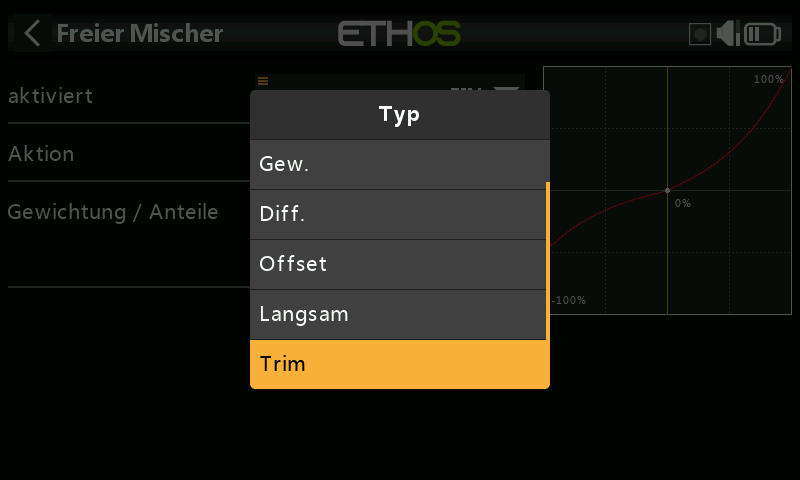 Freier Mischer
ETHOS
aktiviert
Aktion
Gewichtung / Anteile
Typ
Gew.
Diff.
Offset
Langsam
Trim
100%
0%
-100%